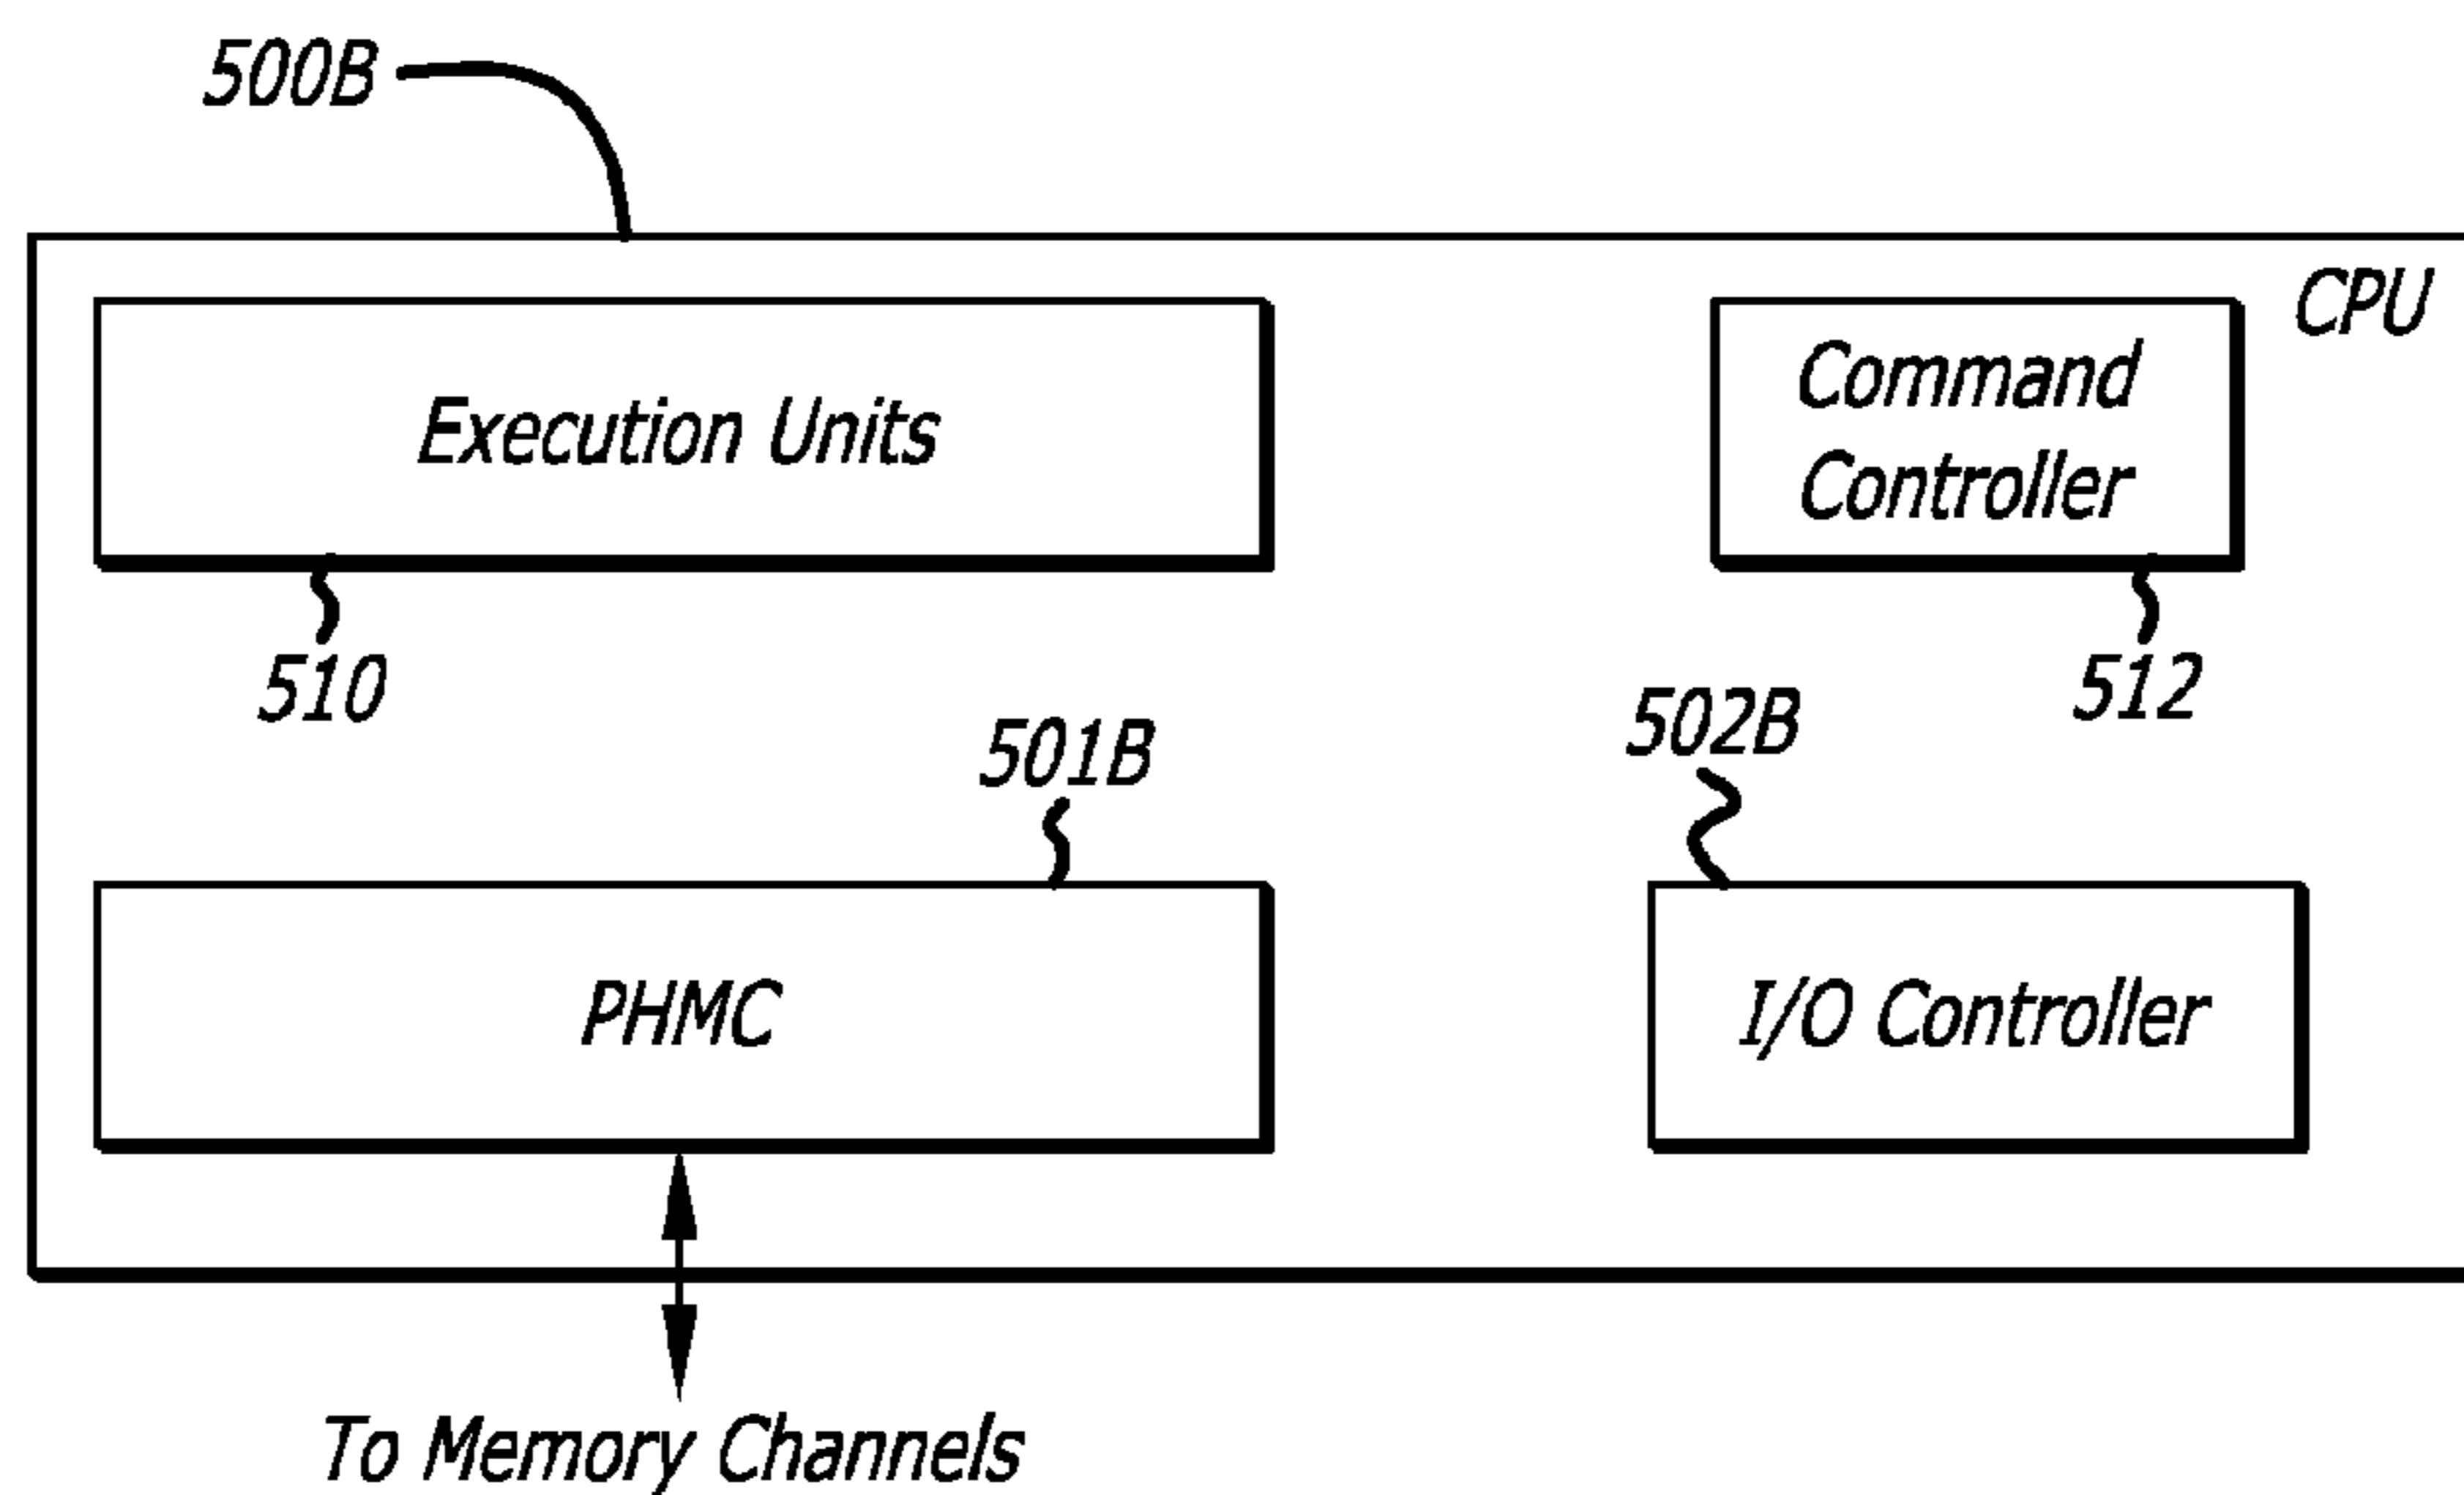 500B
CPU
Execution Units
Command
Controller
510
512
501B
502B
PHMC
I/O Controller
To Memory Channels